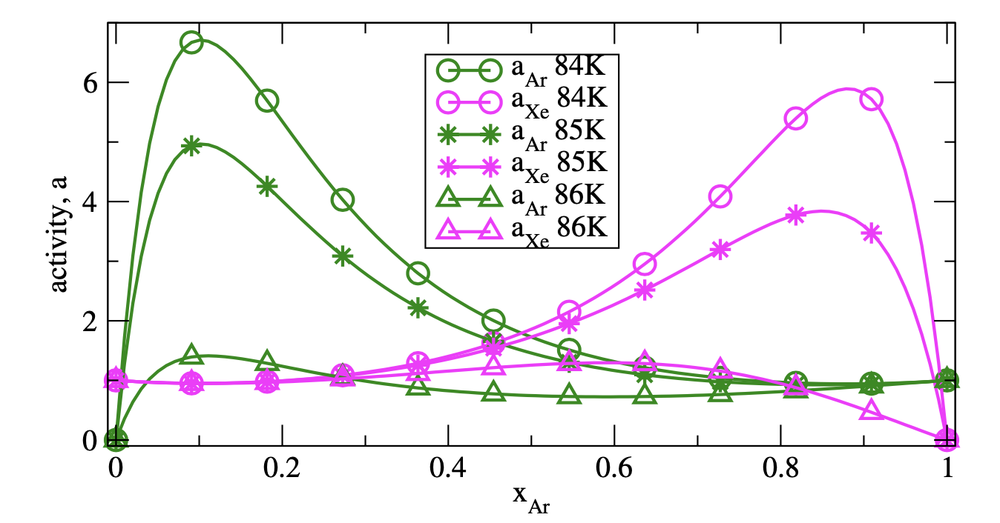 6
4
2
0
activity, a
a_Ar 84K
a_Xe 84K
a_Ar 85K
a_Xe 85K
a_Ar 86K
a_Xe 86K
0 0.2 0.4 0.6 0.8 1
x_Ar